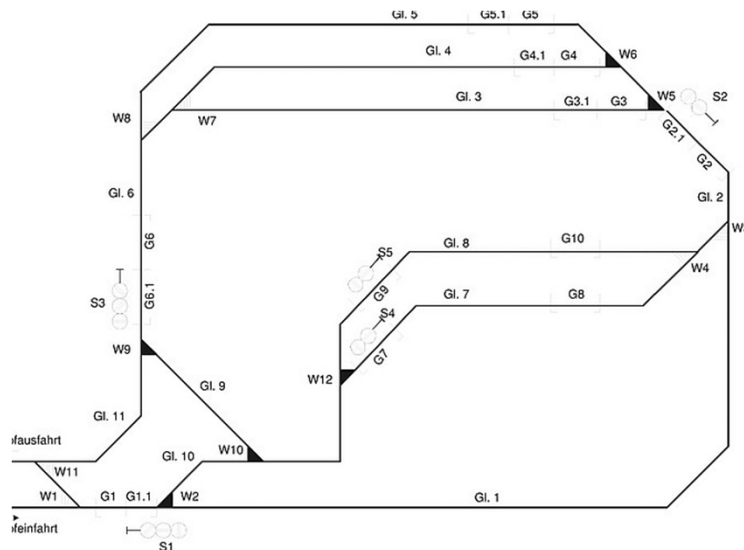 Gl. 5
G5.1
G5
Gl. 4
G4.1
G4
W6
Gl. 3
G3.1
G3
W5
S2
W8
W7
G2.1
G2
Gl. 6
Gl. 2
G6
Gl. 8
G10
S5
W4
G6.1
G9
S3
Gl. 7
G8
S4
W9
G7
W12
Gl. 9
Gl. 11
ofausfahrt
W10
Gl. 10
W11
W1
G1
G1.1
W2
Gl. 1
ofeinfahrt
S1